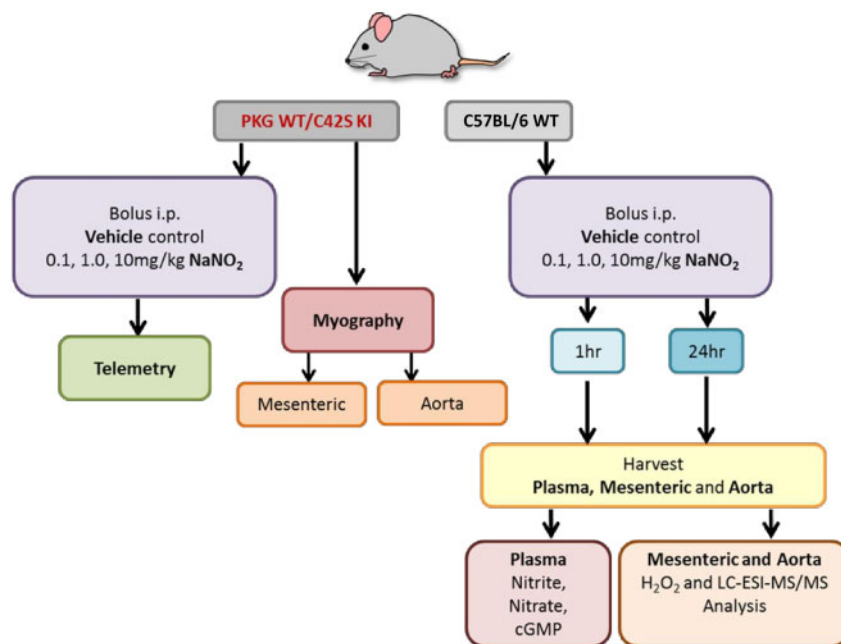 PKG WT/C42S KI
C57BL/6 WT
Bolus i.p.
Vehicle control
0.1, 1.0, 10mg/kg NaNO₂
Bolus i.p.
Vehicle control
0.1, 1.0, 10mg/kg NaNO₂
Myography
Telemetry
1hr
24hr
Mesenteric
Aorta
Harvest
Plasma, Mesenteric and Aorta
Plasma
Nitrite,
Nitrate,
cGMP
Mesenteric and Aorta
H₂O₂ and LC-ESI-MS/MS
Analysis